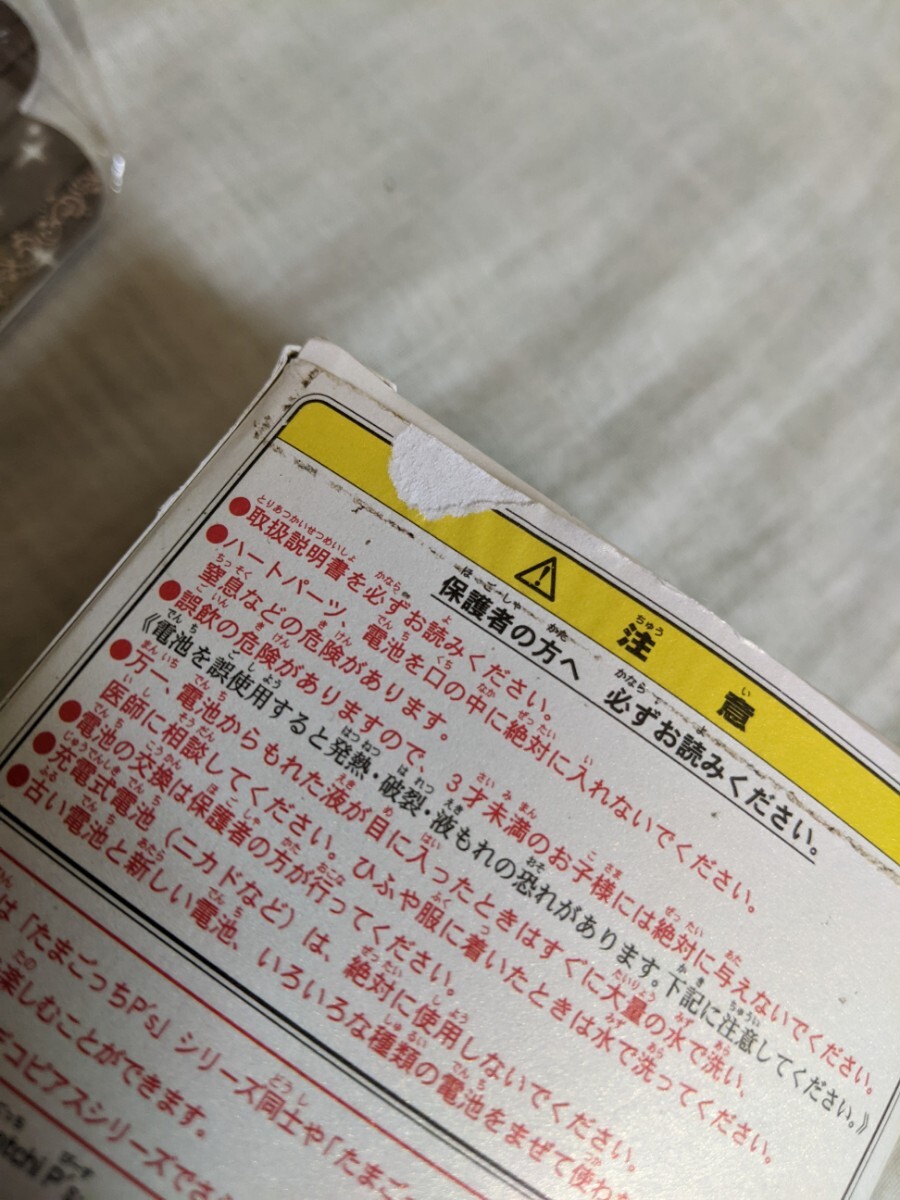 ⚠ 注意
保護者の方へ 必ずお読みください。
●取扱説明書を必ずお読みください。
●ハートパーツ、電池を口の中に絶対に入れないでください。
窒息などの危険があります。
●誤飲の危険がありますので、3才未満のお子様には絶対に与えないでください。
《電池を誤使用すると発熱・破裂・液もれの恐れがあります。下記に注意してください。》
●万一、電池からもれた液が目に入ったときはすぐに大量の水で洗い、
医師に相談してください。ひふや服に着いたときは水で洗ってください。
●電池の交換は保護者の方が行ってください。
●充電式電池（ニカドなど）は、絶対に使用しないでください。
●古い電池と新しい電池、いろいろな種類の電池をまぜて使わ
は「たまごっちP's」シリーズ同士や「たまご
楽しむことができます。
コピアスシリーズでさ
tchi P's